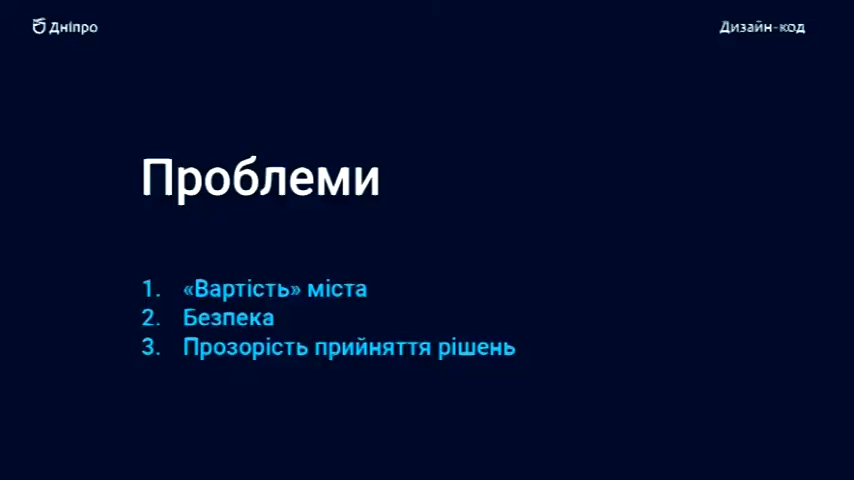 Дніпро
Дизайн-код
Проблеми
1. «Вартість» міста
2. Безпека
3. Прозорість прийняття рішень